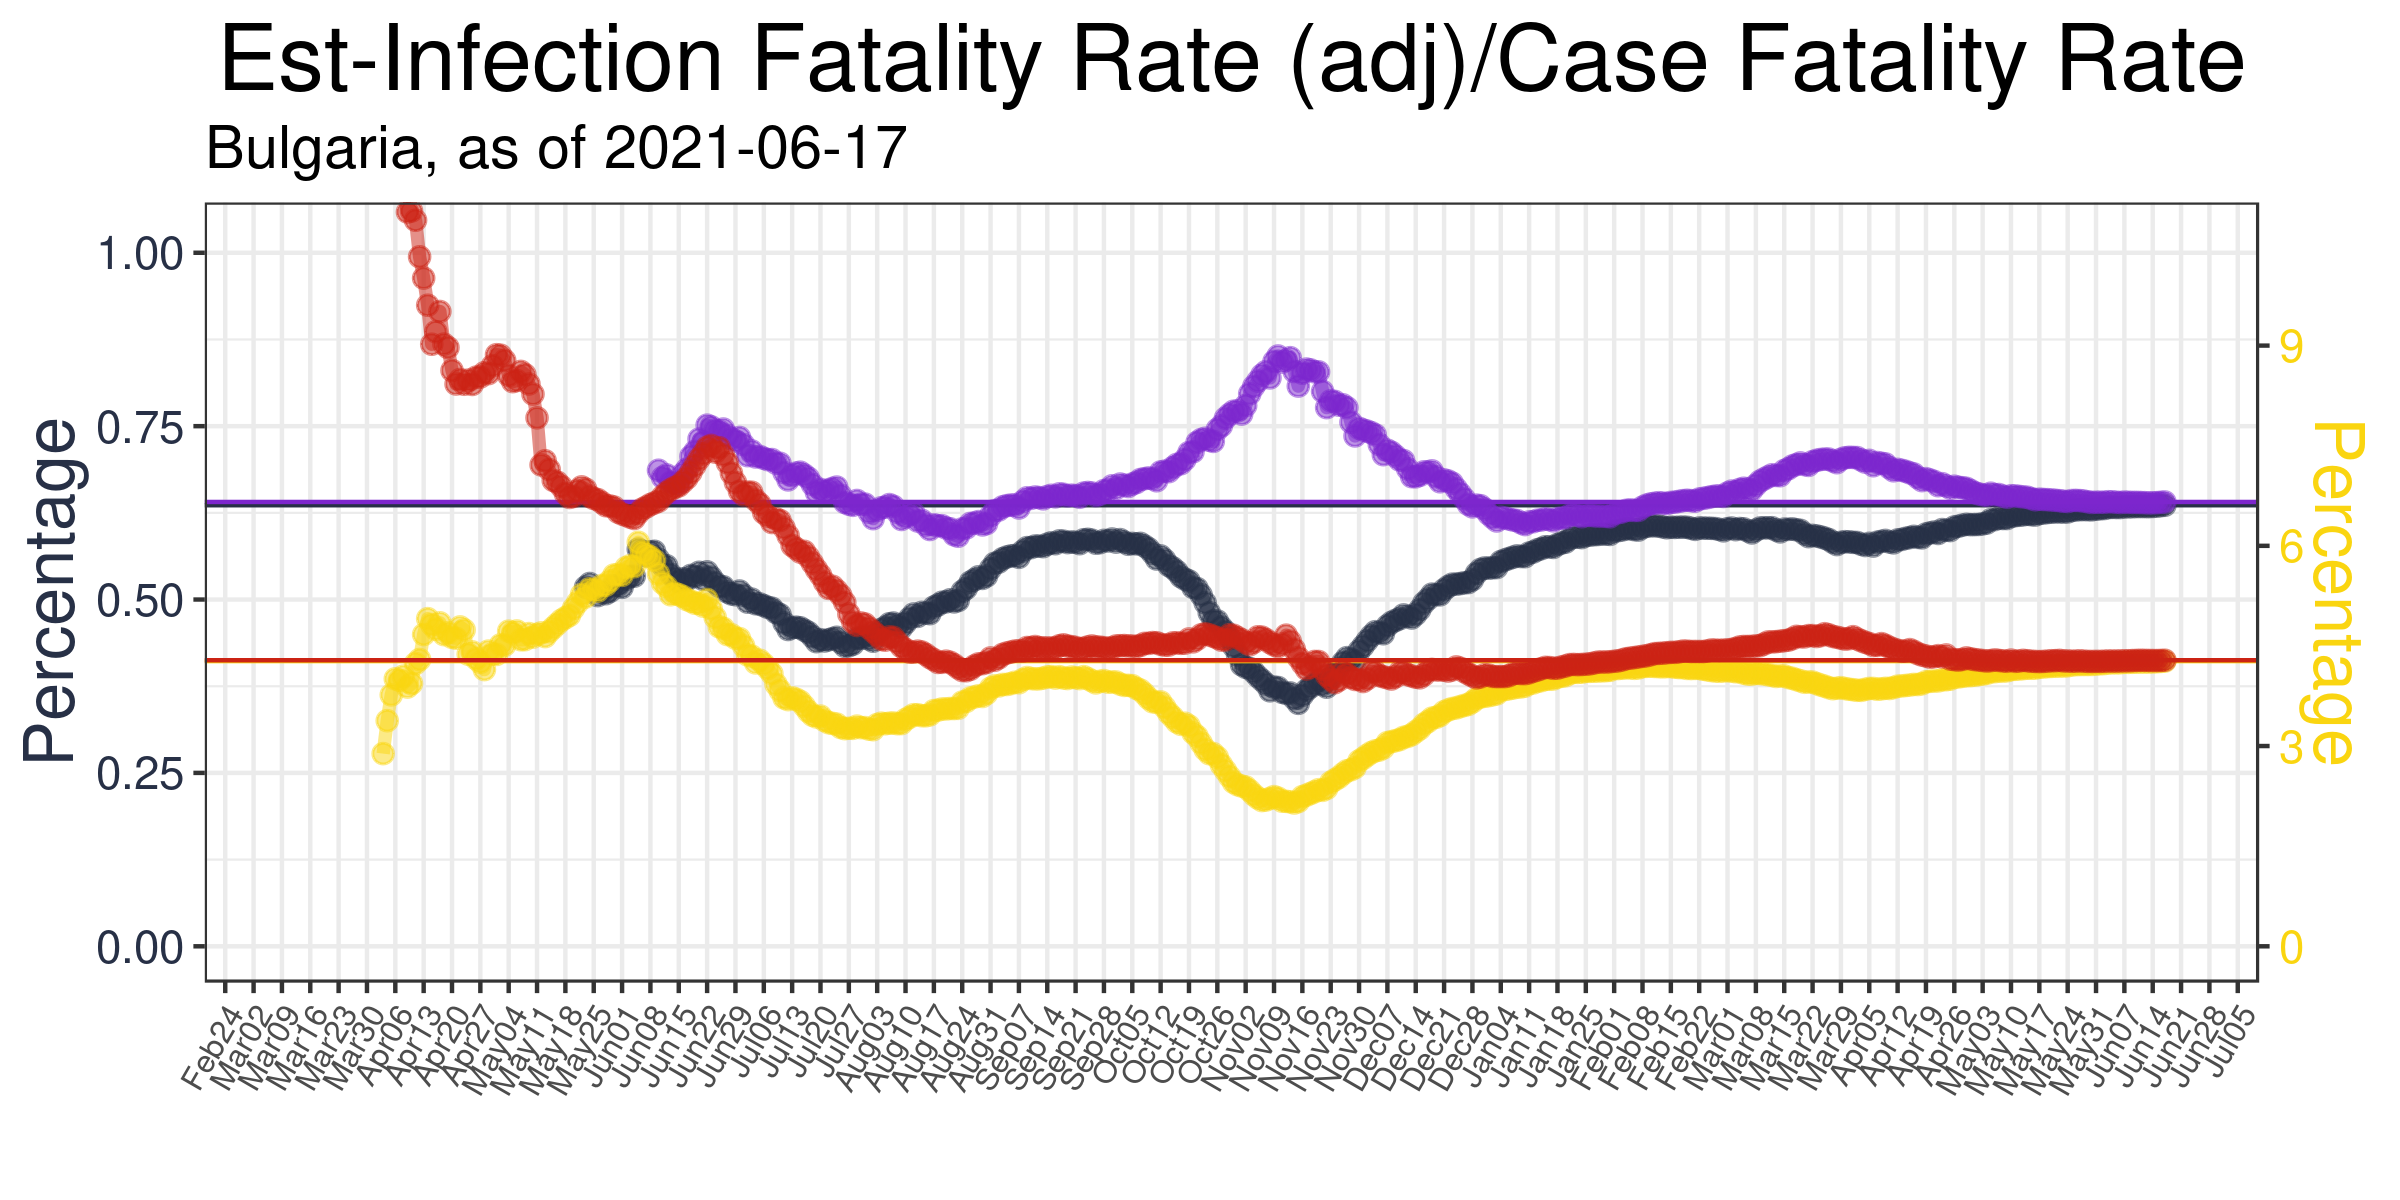 Est-Infection Fatality Rate (adj)/Case Fatality Rate
Bulgaria, as of 2021-06-17
Percentage
1.00
0.75
0.50
0.25
0.00
9
6
3
0
Percentage
Feb24
Mar02
Mar09
Mar16
Mar23
Mar30
Apr06
Apr13
Apr20
Apr27
May04
May11
May18
May25
Jun01
Jun08
Jun15
Jun22
Jun29
Jul06
Jul13
Jul20
Jul27
Aug03
Aug10
Aug17
Aug24
Aug31
Sep07
Sep14
Sep21
Sep28
Oct05
Oct12
Oct19
Oct26
Nov02
Nov09
Nov16
Nov23
Nov30
Dec07
Dec14
Dec21
Dec28
Jan04
Jan11
Jan18
Jan25
Feb01
Feb08
Feb15
Feb22
Mar01
Mar08
Mar15
Mar22
Mar29
Apr05
Apr12
Apr19
Apr26
May03
May10
May17
May24
May31
Jun07
Jun14
Jun21
Jun28
Jul05